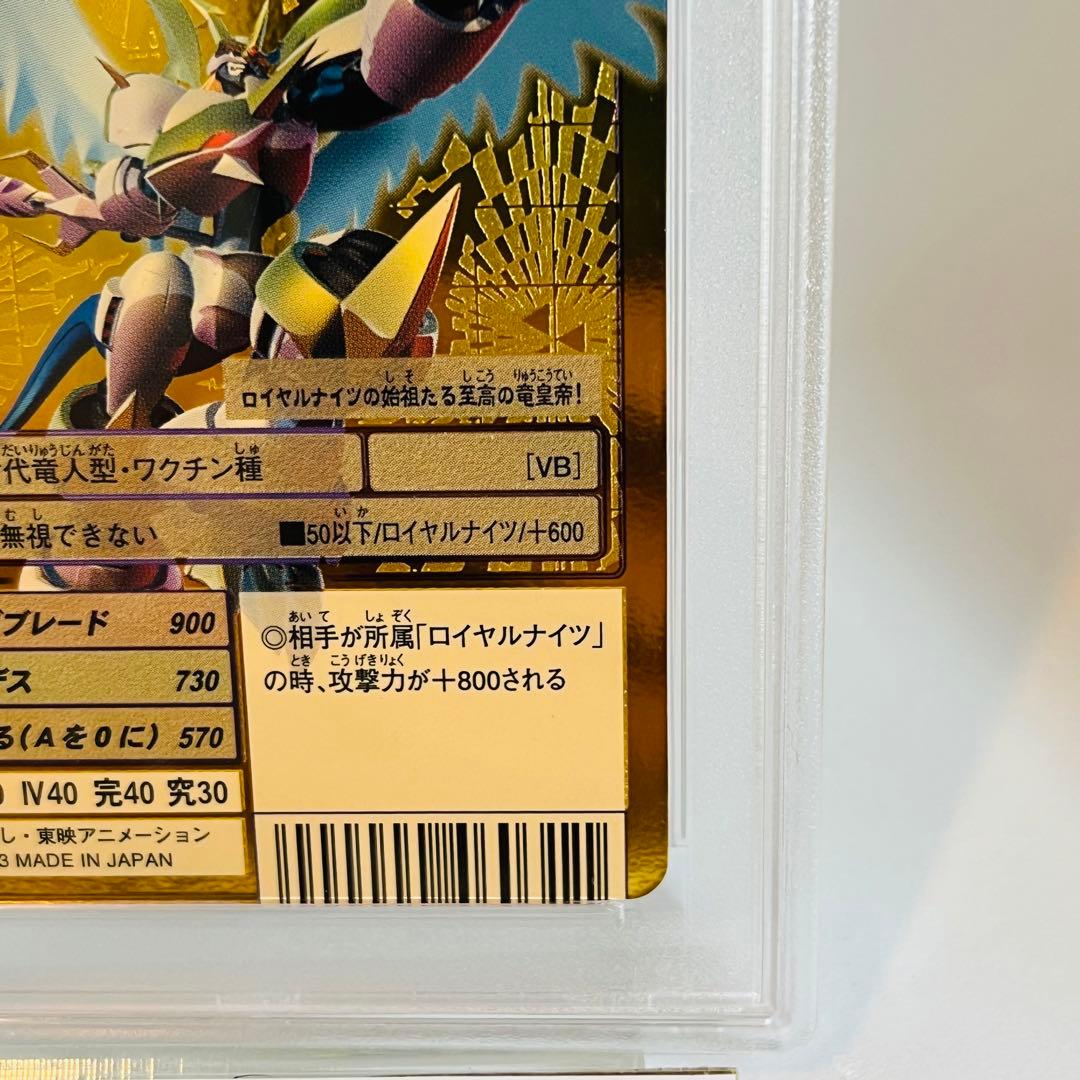 ロイヤルナイツの始祖たる至高の竜皇帝!
代竜人型・ワクチン種
[VB]
無視できない
■50以下/ロイヤルナイツ/+600
ブレード 900
デス 730
る(Aを0に) 570
Ⅳ40 完40 究30
◎相手が所属「ロイヤルナイツ」
の時、攻撃力が+800される
し・東映アニメーション
3 MADE IN JAPAN